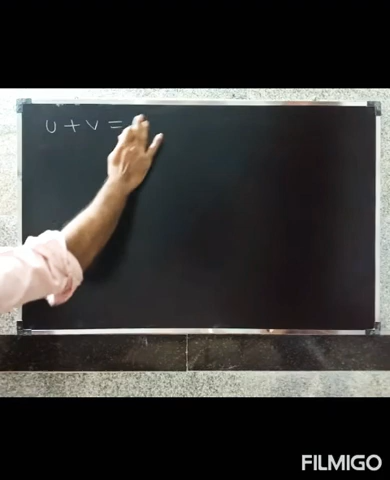 u + v =
FILMIGO